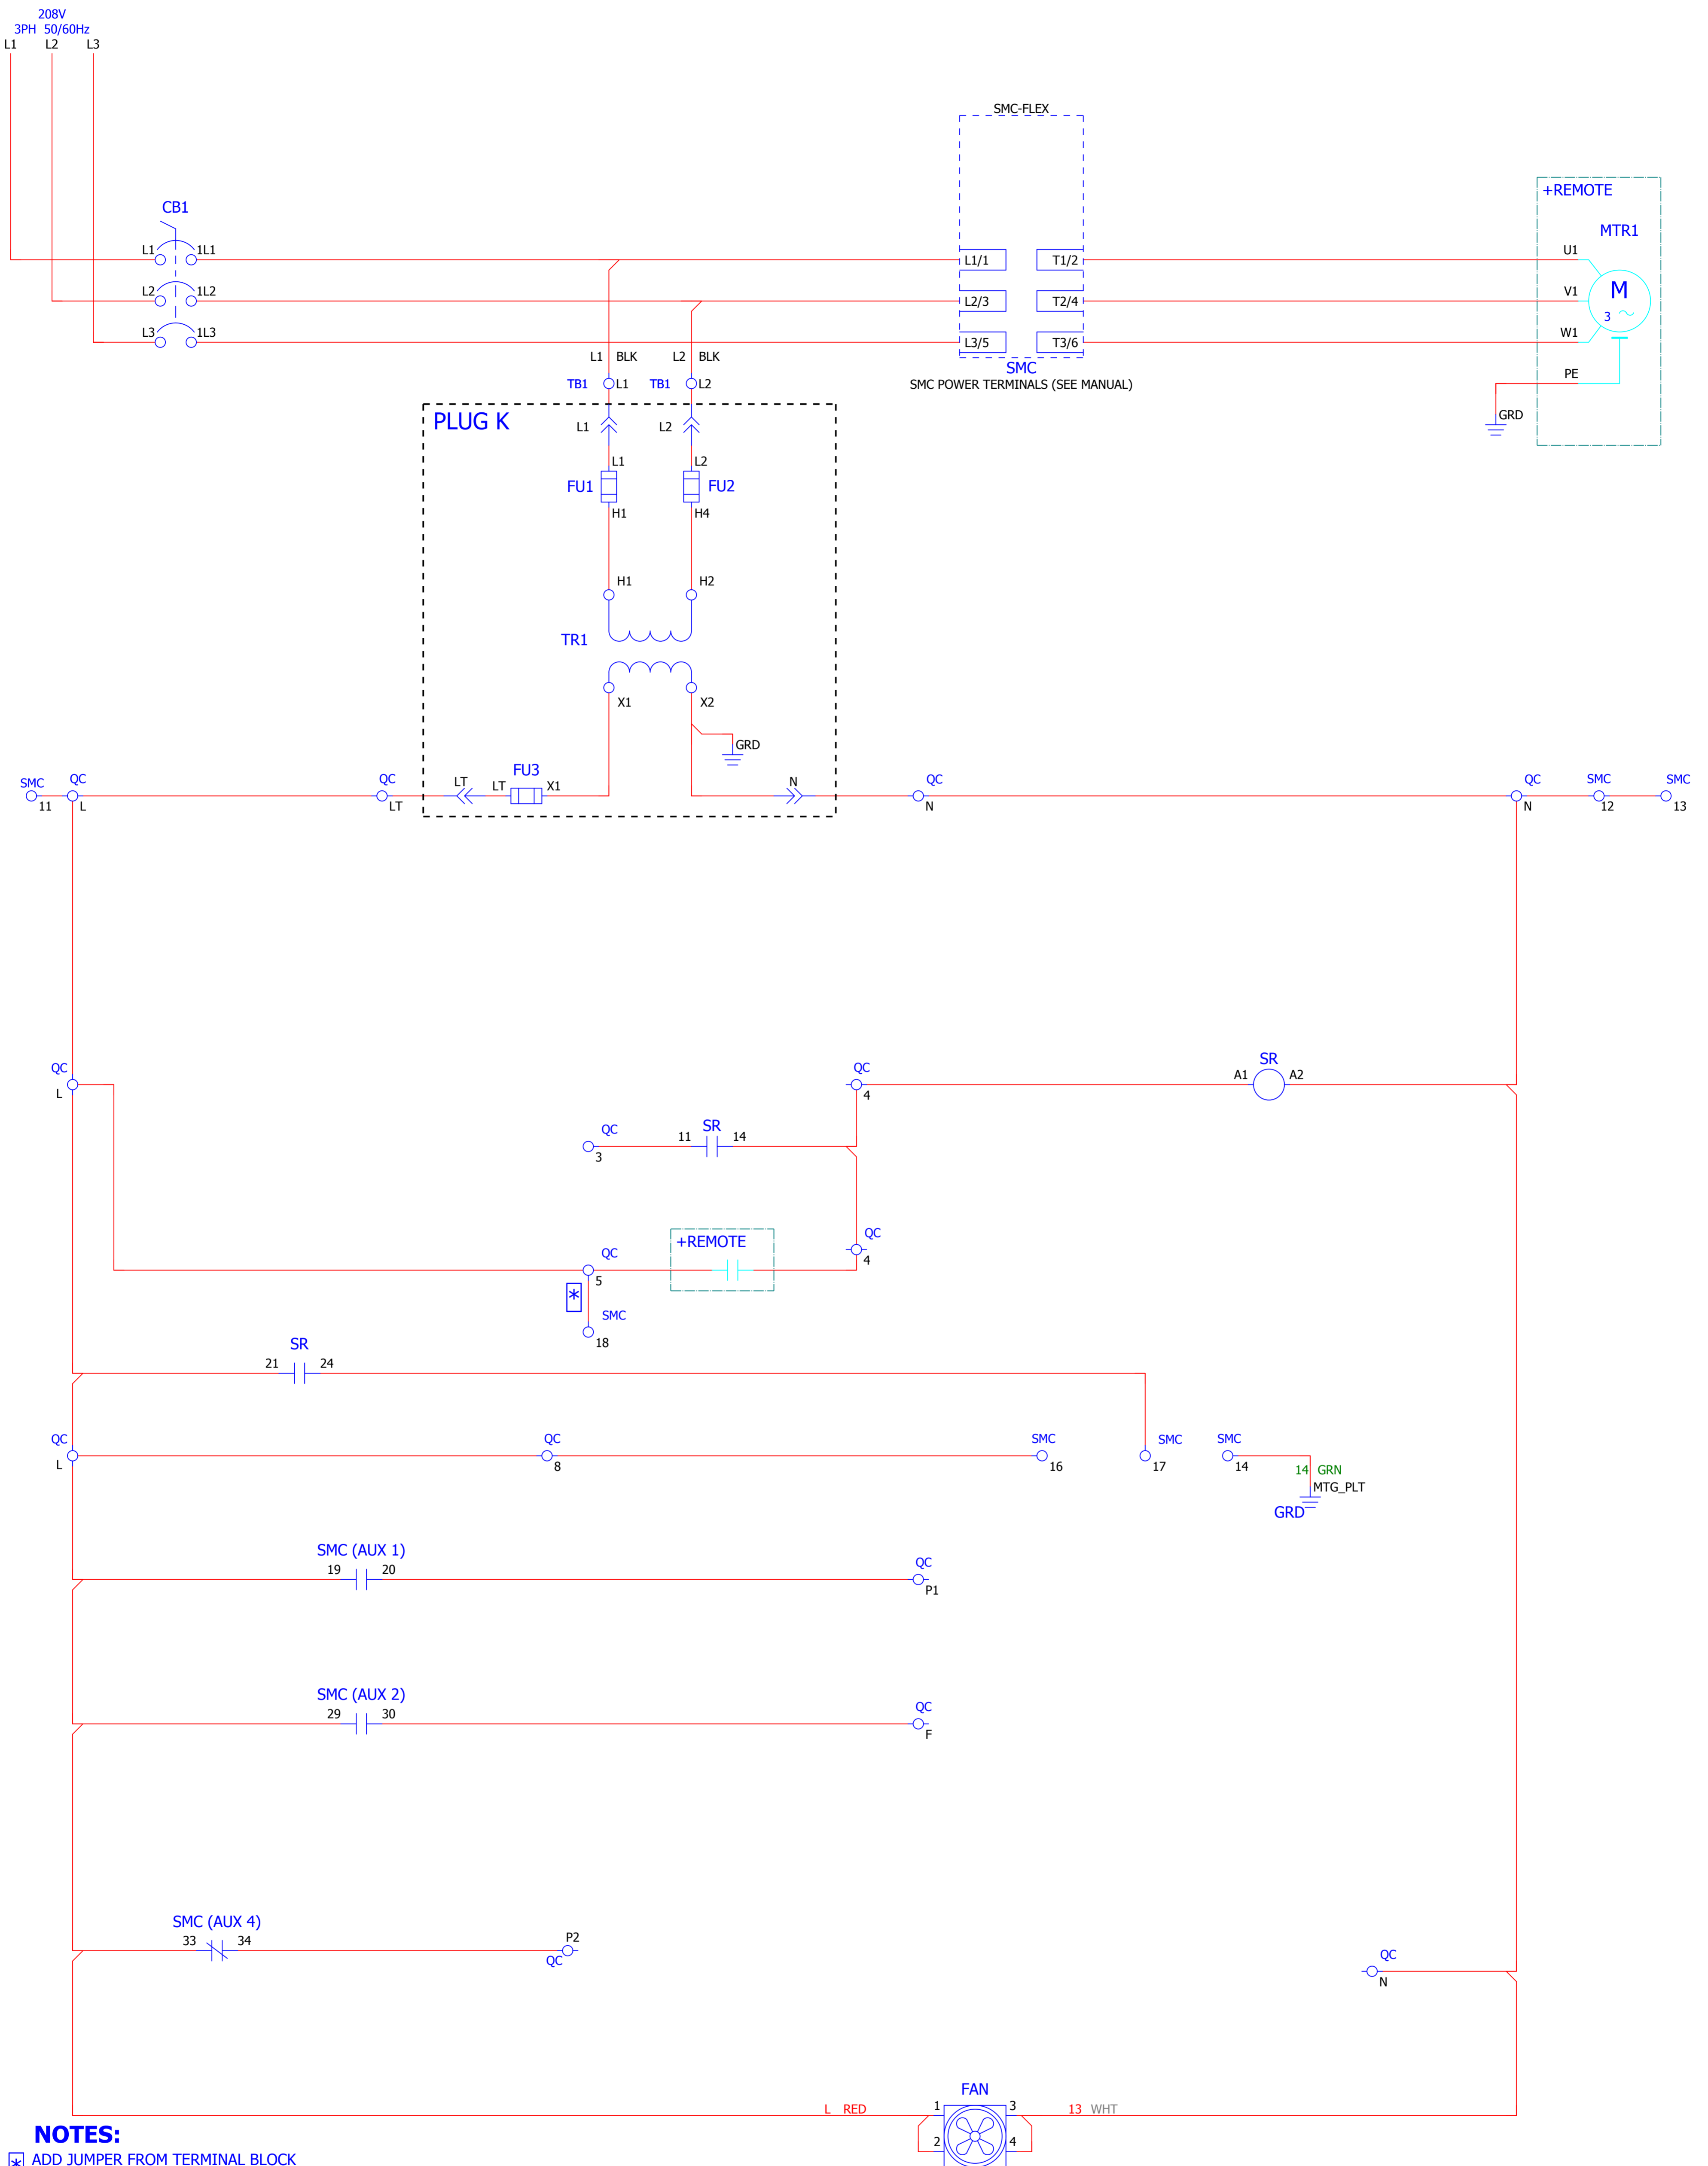 208V
3PH 50/60Hz
L1 L2 L3
SMC-FLEX
+REMOTE
CB1
MTR1
L1 1L1 L1/1 T1/2 U1
L2 1L2 L2/3 T2/4 V1
M
3
L3 1L3 L3/5 T3/6 W1
L1 BLK L2 BLK
SMC
SMC POWER TERMINALS (SEE MANUAL)
PE
TB1 L1 TB1 L2
GRD
PLUG K
L1 L2
L1 L2
FU1 FU2
H1 H4
H1 H2
TR1
X1 X2
GRD
SMC QC QC LT LT FU3 X1 N QC QC SMC SMC
11 L LT N N 12 13
QC QC SR
L 4 A1 A2
QC SR
3 11 14
+REMOTE QC
QC 4
5
*
SMC
18
SR
21 24
QC QC SMC SMC SMC
L 8 16 17 14
14 GRN
MTG_PLT
GRD
SMC (AUX 1)
19 20 QC
P1
SMC (AUX 2)
29 30 QC
F
SMC (AUX 4)
33 34 P2
QC
QC
N
FAN
L RED 1 3 13 WHT
2 4
NOTES:
* ADD JUMPER FROM TERMINAL BLOCK